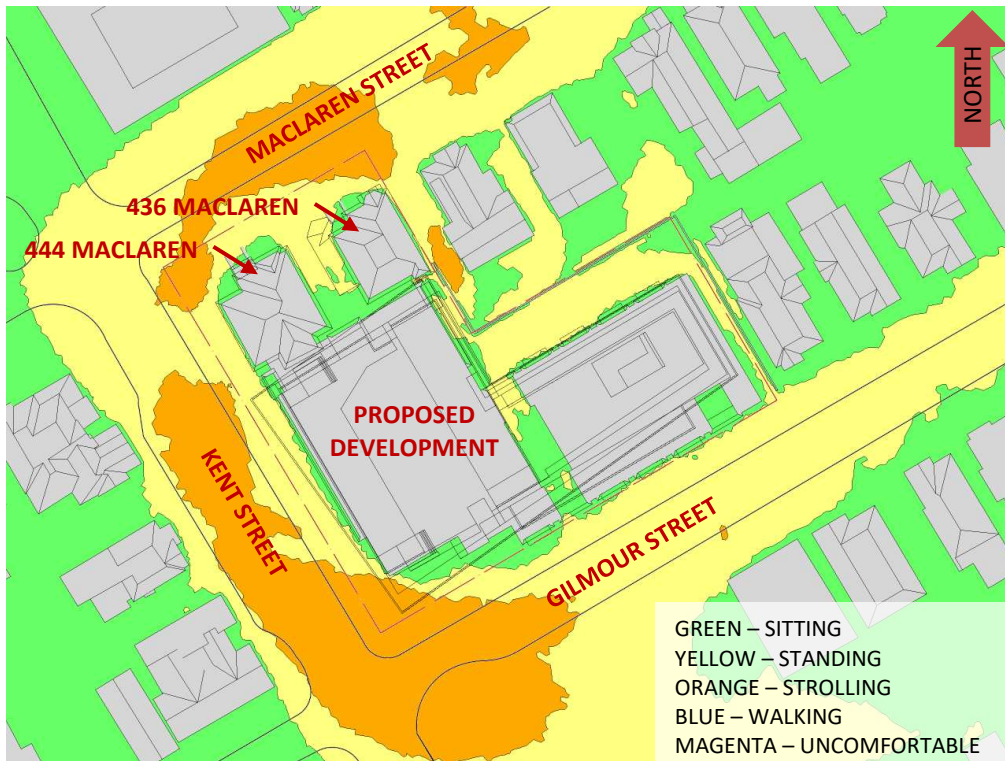 MACLAREN STREET
NORTH
436 MACLAREN
444 MACLAREN
PROPOSED
DEVELOPMENT
KENT STREET
GILMOUR STREET
GREEN – SITTING
YELLOW – STANDING
ORANGE – STROLLING
BLUE – WALKING
MAGENTA – UNCOMFORTABLE